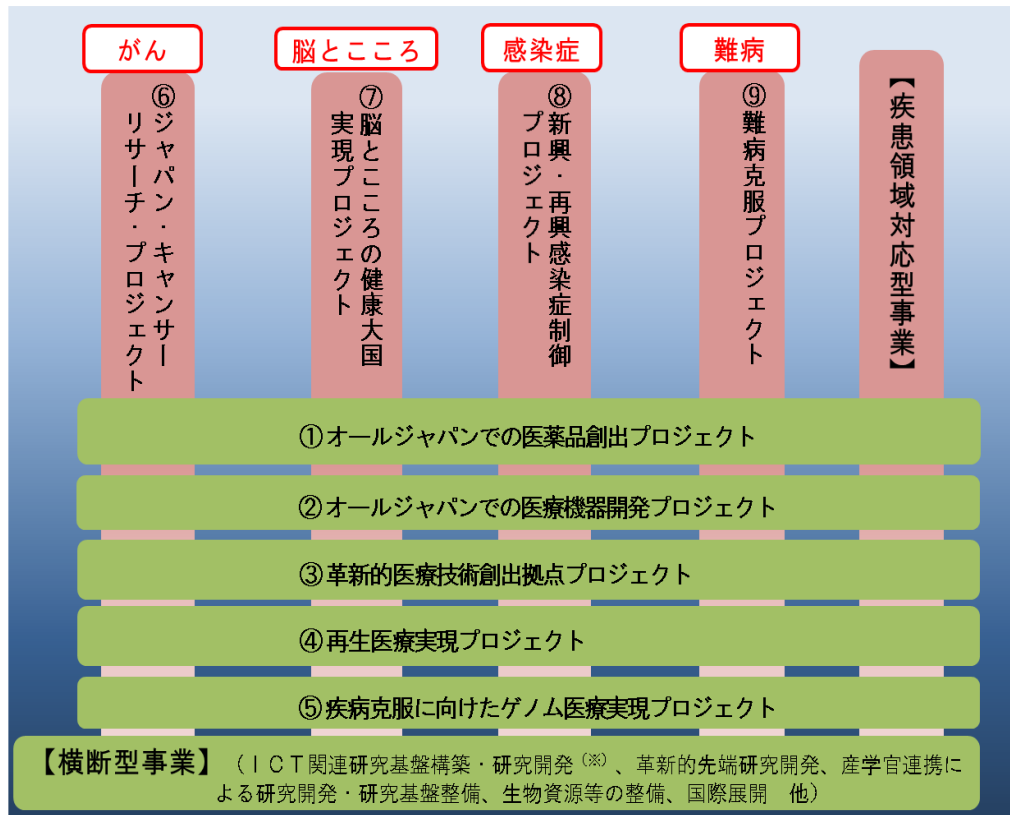 がん
脳とこころ
感染症
難病
⑥ジャパン・キャンサー
リサーチ・プロジェクト
⑦脳とこころの健康大国
実現プロジェクト
⑧新興・再興感染症制御
プロジェクト
⑨難病克服プロジェクト
【疾患領域対応型事業】
①オールジャパンでの医薬品創出プロジェクト
②オールジャパンでの医療機器開発プロジェクト
③革新的医療技術創出拠点プロジェクト
④再生医療実現プロジェクト
⑤疾病克服に向けたゲノム医療実現プロジェクト
【横断型事業】（ＩＣＴ関連研究基盤構築・研究開発(※)、革新的先端研究開発、産学官連携に
よる研究開発・研究基盤整備、生物資源等の整備、国際展開　他）